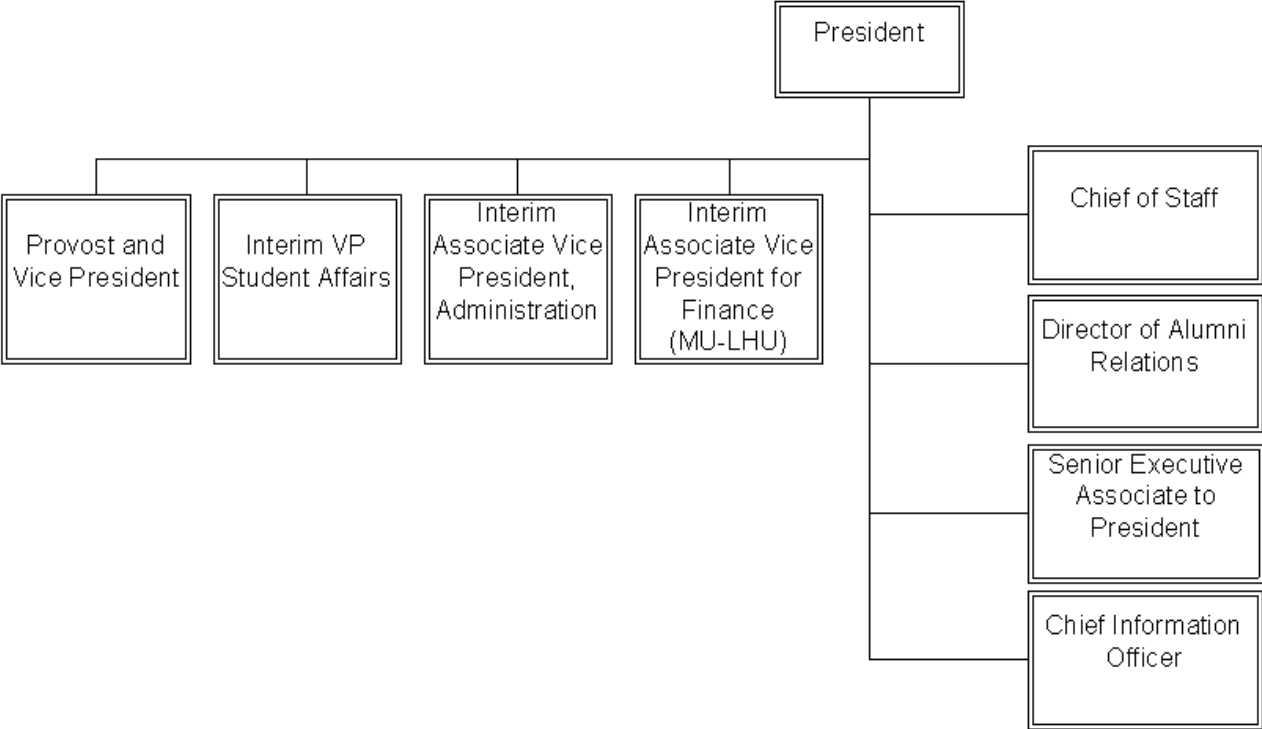 President
Provost and
Vice President
Interim VP
Student Affairs
Interim
Associate Vice
President,
Administration
Interim
Associate Vice
President for
Finance
(MU-LHU)
Chief of Staff
Director of Alumni
Relations
Senior Executive
Associate to
President
Chief Information
Officer